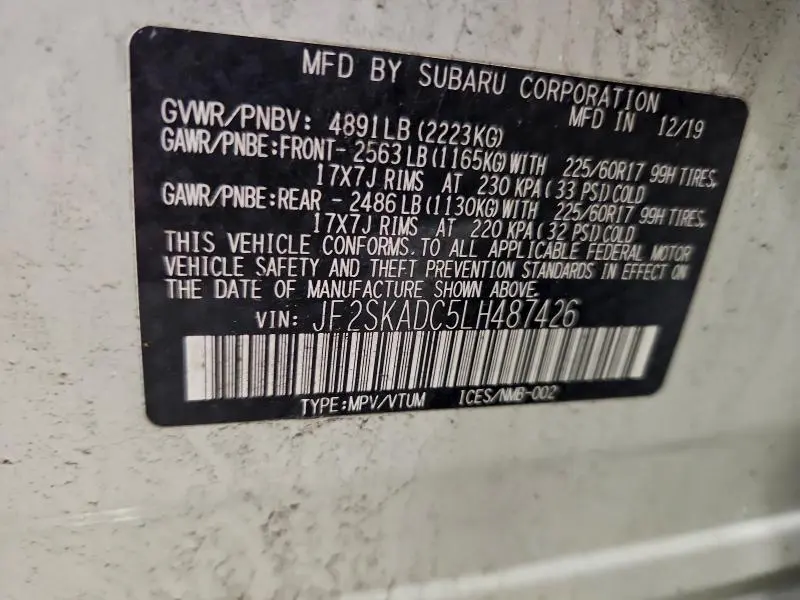 MFD BY SUBARU CORPORATION
GVWR/PNBV: 4891LB (2223KG) MFD IN 12/19
GAWR/PNBE:FRONT- 2563LB(1165KG)WITH 225/60R17 99H TIRES,
17X7J RIMS AT 230 KPA( 33 PSI)COLD
GAWR/PNBE:REAR - 2486LB(1130KG)WITH 225/60R17 99H TIRES,
17X7J RIMS AT 220 KPA( 32 PSI)COLD
THIS VEHICLE CONFORMS TO ALL APPLICABLE FEDERAL MOTOR
VEHICLE SAFETY AND THEFT PREVENTION STANDARDS IN EFFECT ON
THE DATE OF MANUFACTURE SHOWN ABOVE.
VIN: JF2SKADC5LH487426
TYPE:MPV/VTUM ICES/NMB-002